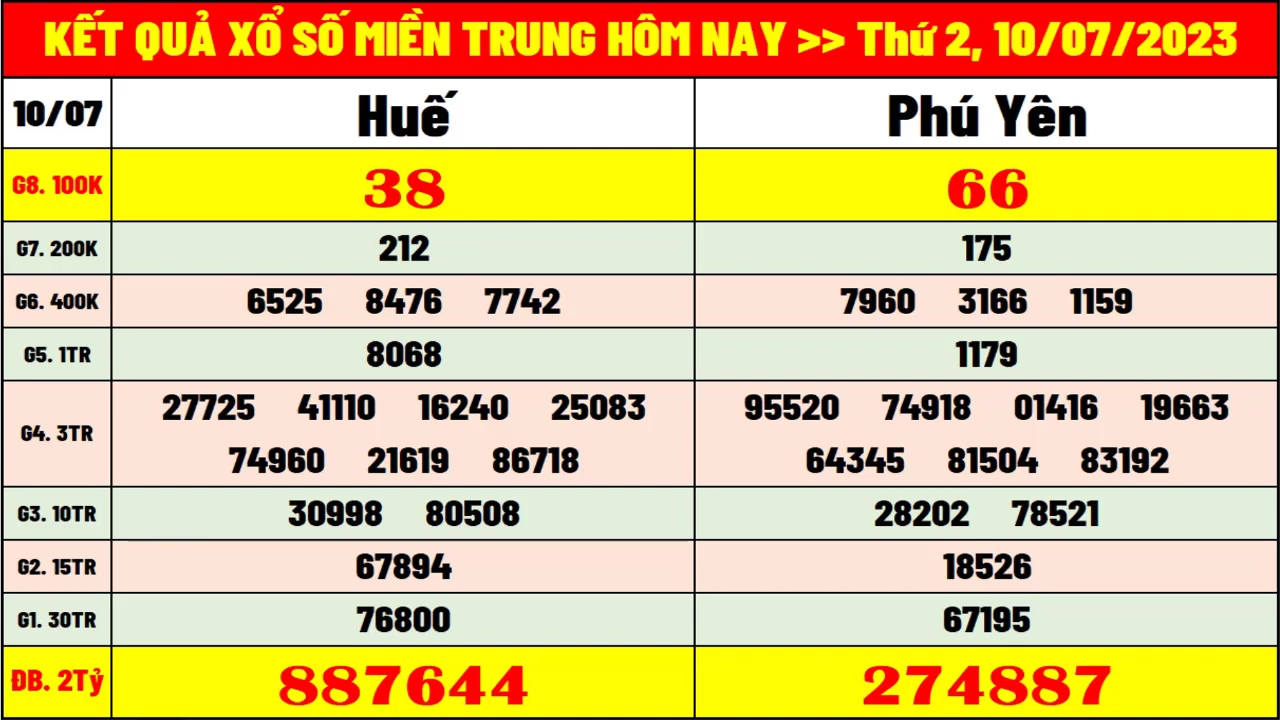 KẾT QUẢ XỔ SỐ MIỀN TRUNG HÔM NAY >> Thứ 2, 10/07/2023
10/07 Huế Phú Yên
G8. 100K 38 66
G7. 200K 212 175
G6. 400K 6525 8476 7742 7960 3166 1159
G5. 1TR 8068 1179
27725 41110 16240 25083 95520 74918 01416 19663
G4. 3TR
74960 21619 86718 64345 81504 83192
G3. 10TR 30998 80508 28202 78521
G2. 15TR 67894 18526
G1. 30TR 76800 67195
ĐB. 2Tỷ 887644 274887